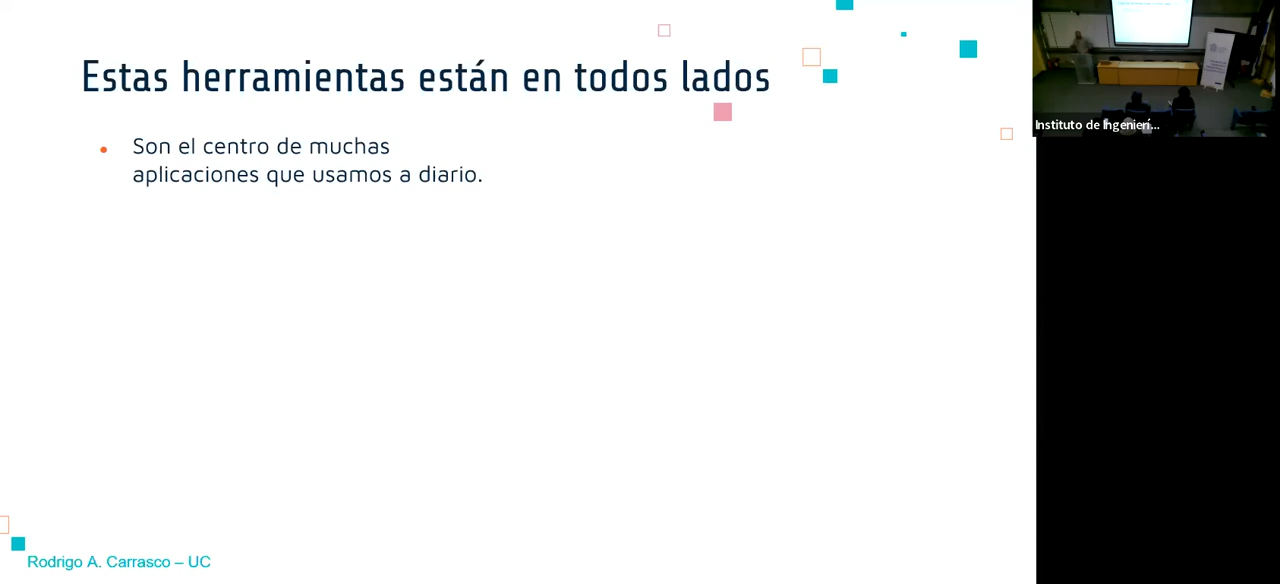 Estas herramientas están en todos lados
Son el centro de muchas
aplicaciones que usamos a diario.
Rodrigo A. Carrasco – UC
Instituto de Ingenierí...